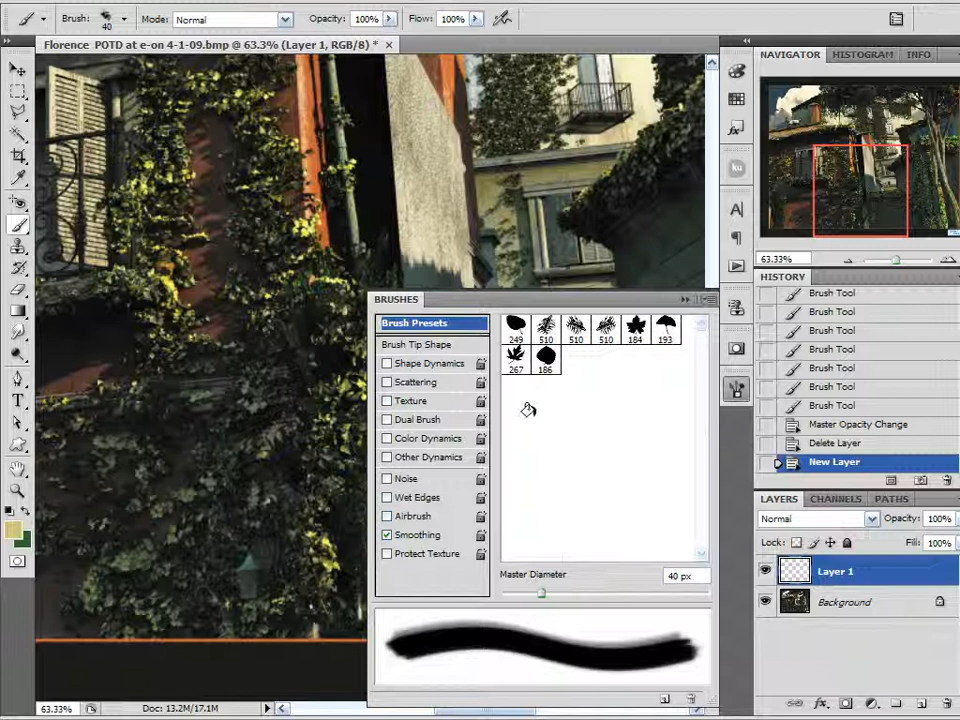 Brush: 40 Mode: Normal Opacity: 100% Flow: 100%
Florence POTD at e-on 4-1-09.bmp @ 63.3% (Layer 1, RGB/8) *
NAVIGATOR HISTOGRAM INFO
63.33%
HISTORY
Brush Tool
Brush Tool
Brush Tool
Brush Tool
Brush Tool
Brush Tool
Brush Tool
Master Opacity Change
Delete Layer
New Layer
BRUSHES
Brush Presets
Brush Tip Shape
Shape Dynamics
Scattering
Texture
Dual Brush
Color Dynamics
Other Dynamics
Noise
Wet Edges
Airbrush
Smoothing
Protect Texture
249 510 510 510 184 193
267 186
Master Diameter 40 px
LAYERS CHANNELS PATHS
Normal Opacity: 100%
Lock: Fill: 100%
Layer 1
Background
63.33% Doc: 13.2M/17.1M